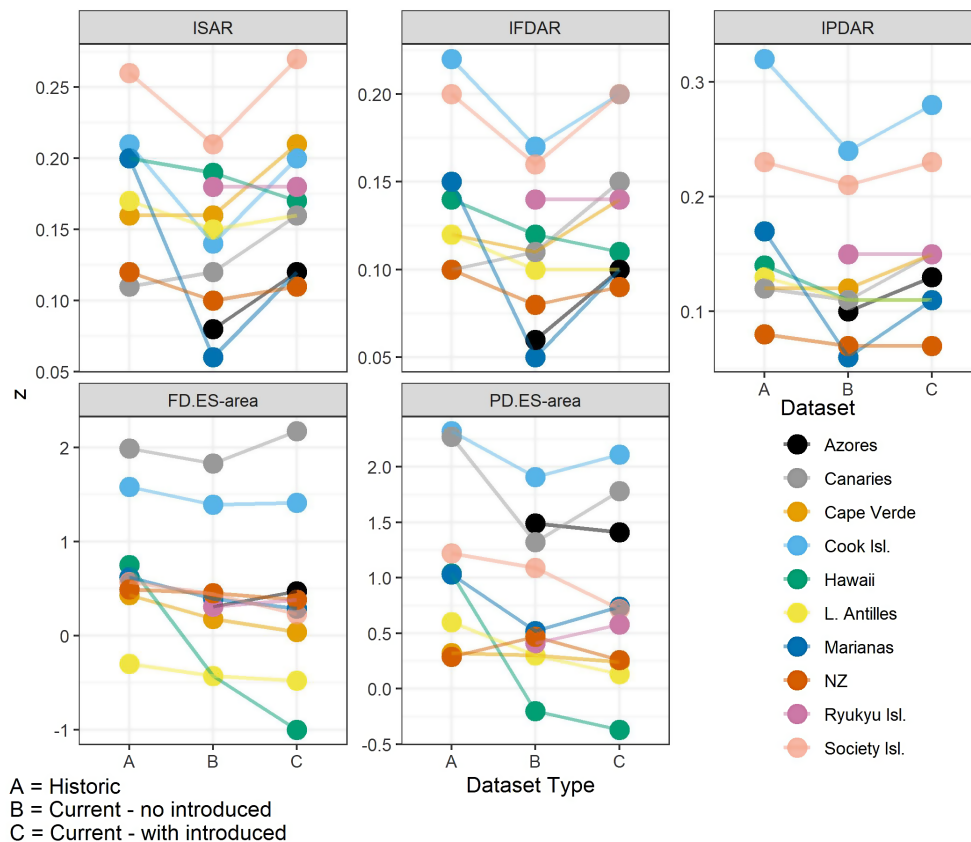 ISAR
IFDAR
IPDAR
0.25
0.20
0.15
0.10
0.05
0.20
0.15
0.10
0.05
0.3
0.2
0.1
A B C
z
FD.ES-area
PD.ES-area
2
1
0
-1
2.0
1.5
1.0
0.5
0.0
-0.5
A B C
A B C
Dataset Type
Dataset
Azores
Canaries
Cape Verde
Cook Isl.
Hawaii
L. Antilles
Marianas
NZ
Ryukyu Isl.
Society Isl.
A = Historic
B = Current - no introduced
C = Current - with introduced